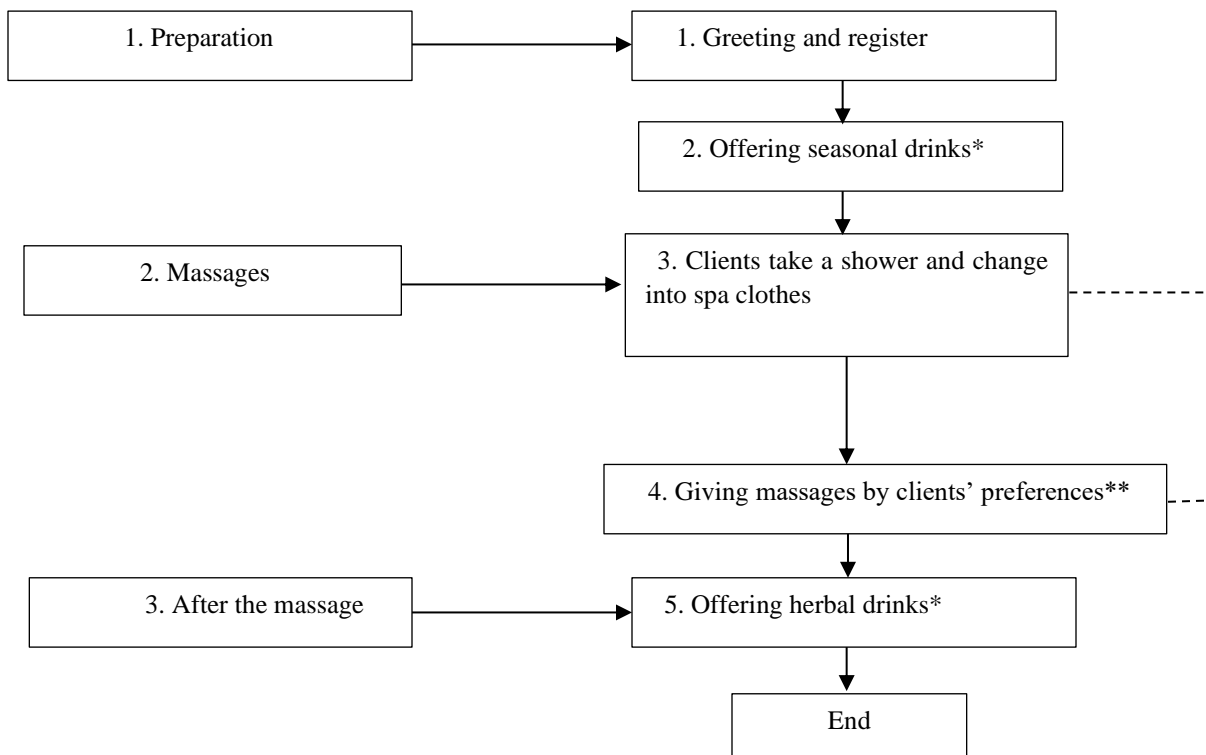 1. Preparation
1. Greeting and register
2. Offering seasonal drinks*
2. Massages
3. Clients take a shower and change
into spa clothes
4. Giving massages by clients’ preferences**
3. After the massage
5. Offering herbal drinks*
End